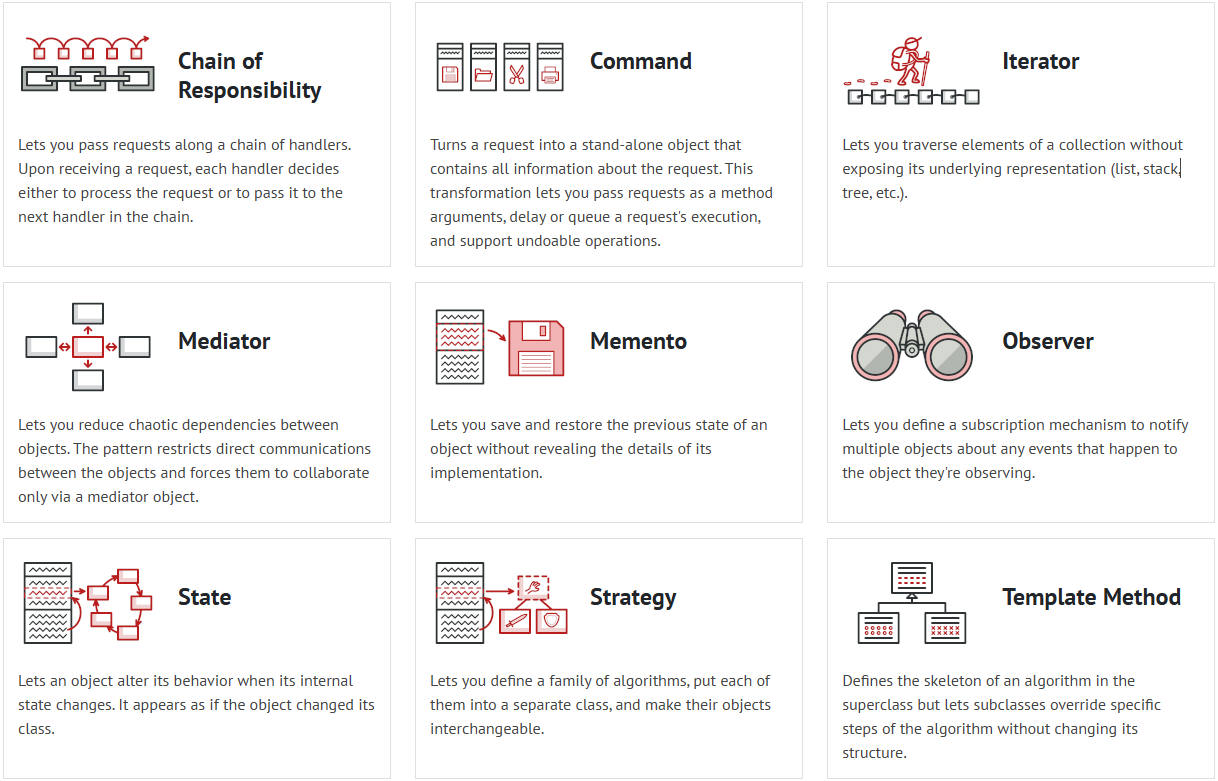 Chain of
Responsibility
Lets you pass requests along a chain of handlers.
Upon receiving a request, each handler decides
either to process the request or to pass it to the
next handler in the chain.
Command
Turns a request into a stand-alone object that
contains all information about the request. This
transformation lets you pass requests as a method
arguments, delay or queue a request's execution,
and support undoable operations.
Iterator
Lets you traverse elements of a collection without
exposing its underlying representation (list, stack,
tree, etc.).
Mediator
Lets you reduce chaotic dependencies between
objects. The pattern restricts direct communications
between the objects and forces them to collaborate
only via a mediator object.
Memento
Lets you save and restore the previous state of an
object without revealing the details of its
implementation.
Observer
Lets you define a subscription mechanism to notify
multiple objects about any events that happen to
the object they're observing.
State
Lets an object alter its behavior when its internal
state changes. It appears as if the object changed its
class.
Strategy
Lets you define a family of algorithms, put each of
them into a separate class, and make their objects
interchangeable.
Template Method
Defines the skeleton of an algorithm in the
superclass but lets subclasses override specific
steps of the algorithm without changing its
structure.